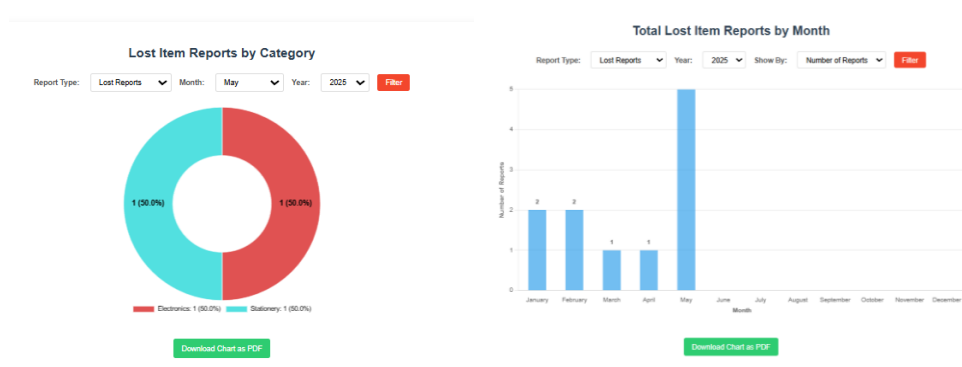 Lost Item Reports by Category
Report Type: Lost Reports Month: May Year: 2025 Filter
1 (50.0%) 1 (50.0%)
Electronics: 1 (50.0%) Stationery: 1 (50.0%)
Download Chart as PDF
Total Lost Item Reports by Month
Report Type: Lost Reports Year: 2025 Show By: Number of Reports Filter
Number of Reports
5
4
3
2
1
0
2 2 1 1
January February March April May June July August September October November December
Month
Download Chart as PDF